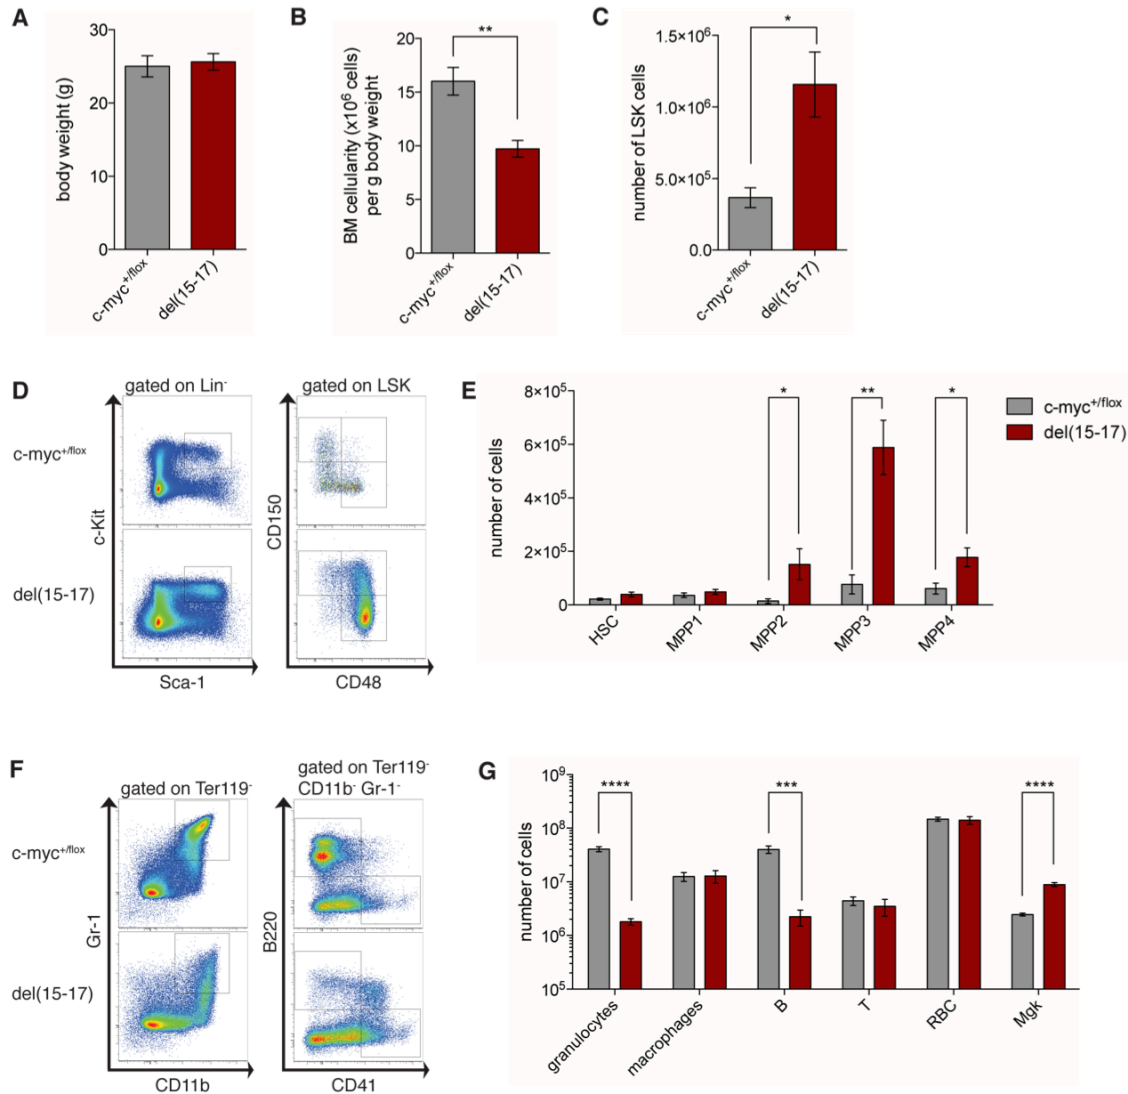 A
body weight (g)
30
20
10
0
c-myc+/flox
del(15-17)
B
BM cellularity (x10⁶ cells)
per g body weight
20
15
10
5
0
**
c-myc+/flox
del(15-17)
C
number of LSK cells
1.5×10⁶
1.0×10⁶
5.0×10⁵
0.0
*
c-myc+/flox
del(15-17)
D
gated on Lin-
gated on LSK
c-myc+/flox
del(15-17)
c-Kit
CD150
Sca-1
CD48
E
number of cells
8×10⁵
6×10⁵
4×10⁵
2×10⁵
0
*
**
*
HSC
MPP1
MPP2
MPP3
MPP4
c-myc+/flox
del(15-17)
F
gated on Ter119-
gated on Ter119-
CD11b- Gr-1-
c-myc+/flox
del(15-17)
Gr-1
B220
CD11b
CD41
G
number of cells
10⁹
10⁸
10⁷
10⁶
10⁵
****
***
****
granulocytes
macrophages
B
T
RBC
Mgk